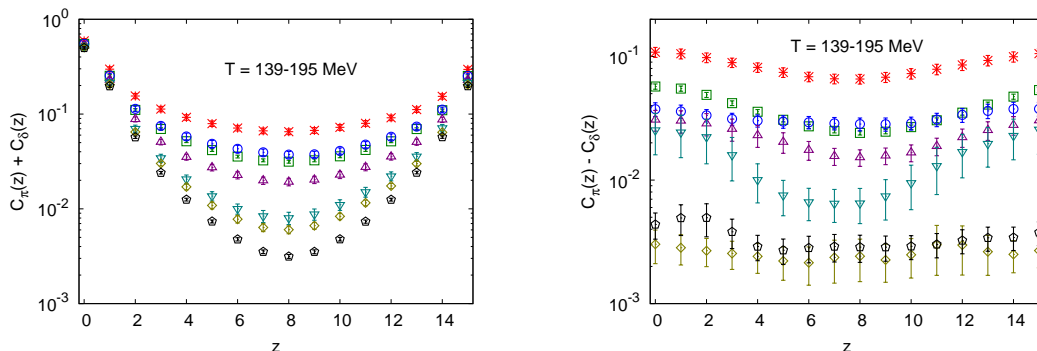 C_π(z) + C_δ(z)
10^0
10^-1
10^-2
10^-3
T = 139-195 MeV
0 2 4 6 8 10 12 14
z
C_π(z) - C_δ(z)
10^-1
10^-2
10^-3
T = 139-195 MeV
0 2 4 6 8 10 12 14
z